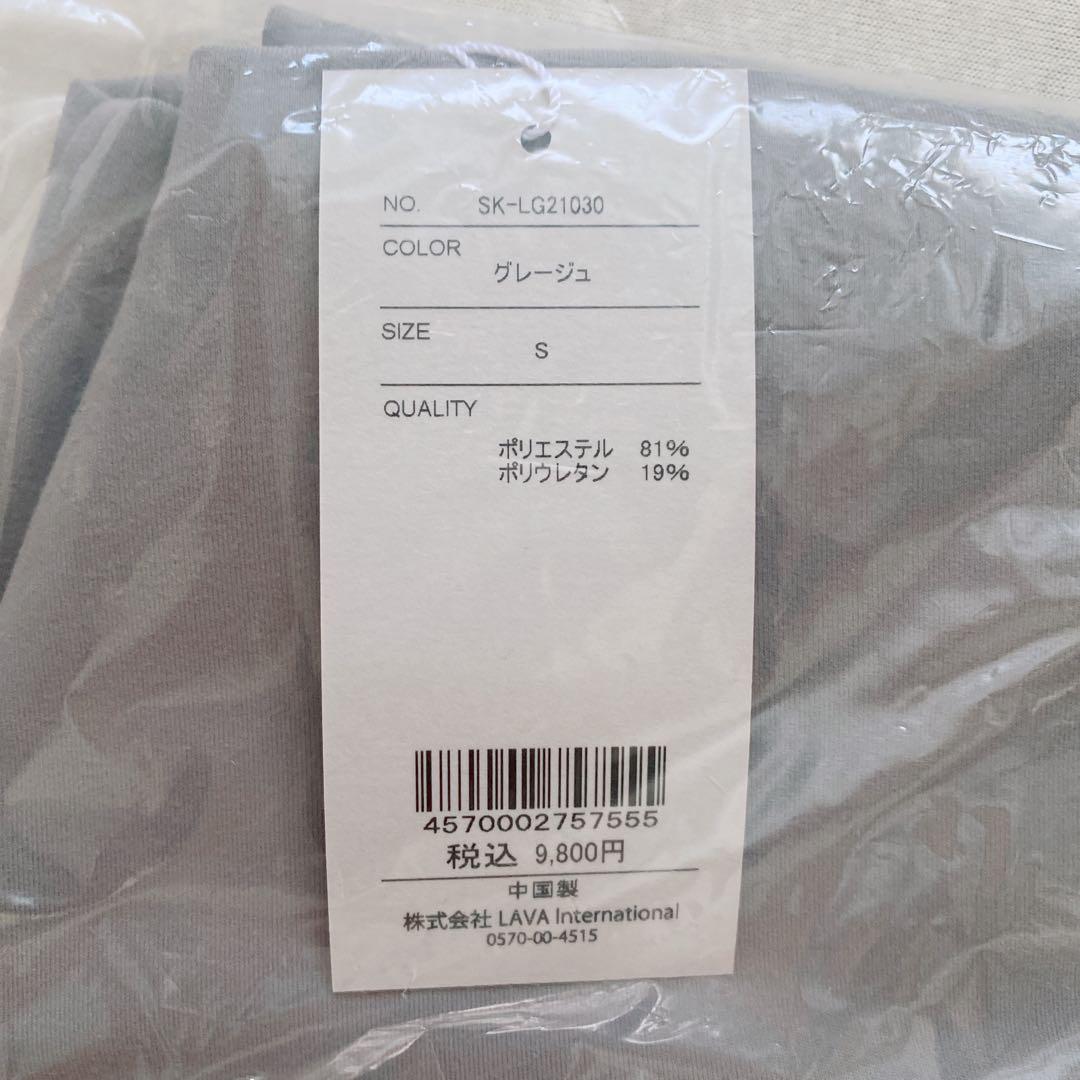 NO. SK-LG21030
COLOR
グレージュ
SIZE
S
QUALITY
ポリエステル 81%
ポリウレタン 19%
4570002757555
税込 9,800円
中国製
株式会社 LAVA International
0570-00-4515